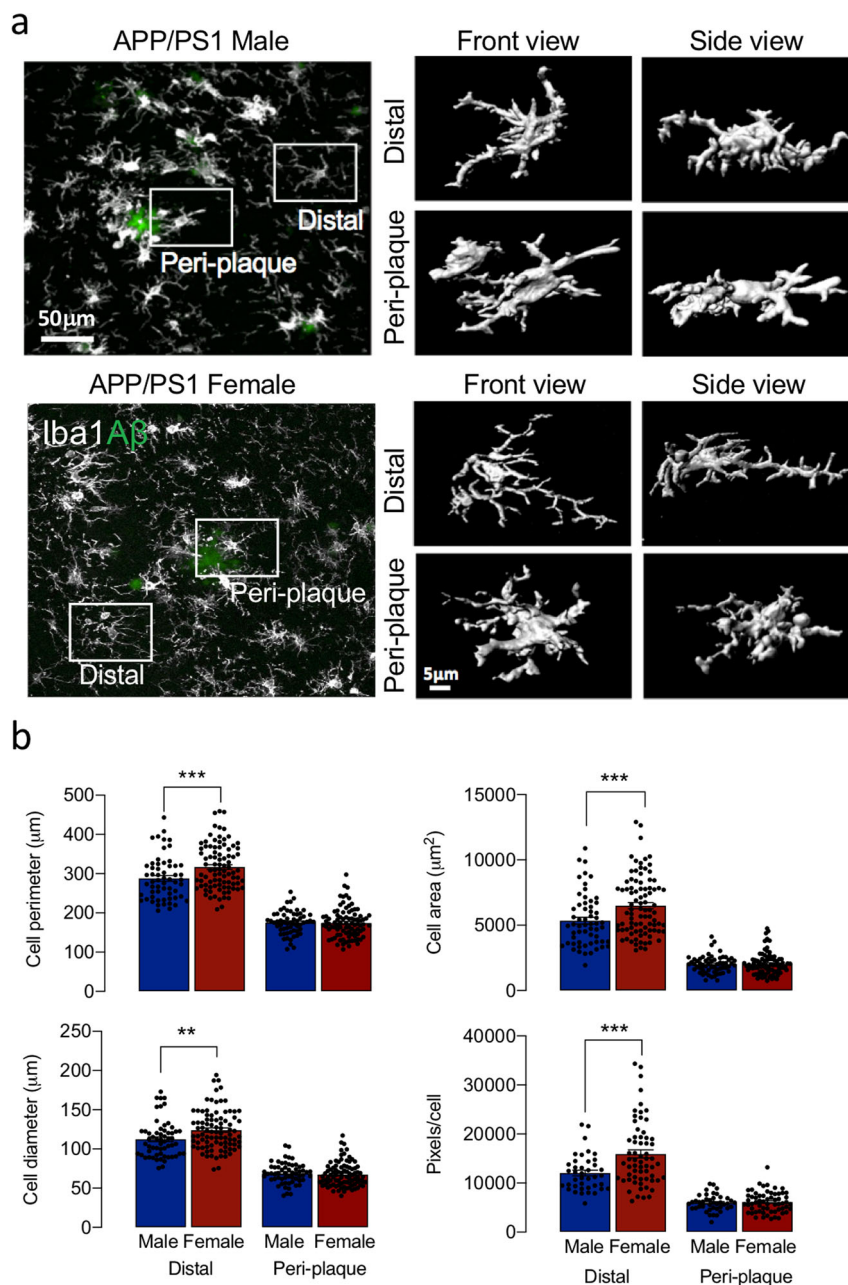 a
APP/PS1 Male
Front view
Side view
Distal
Distal
Peri-plaque
Peri-plaque
50μm
APP/PS1 Female
Front view
Side view
Iba1Aβ
Distal
Peri-plaque
Peri-plaque
Distal
5μm
b
***
Cell perimeter (μm)
500
400
300
200
100
0
***
Cell area (μm²)
15000
10000
5000
0
**
Cell diameter (μm)
250
200
150
100
50
0
Male Female Male Female
Distal Peri-plaque
***
Pixels/cell
40000
30000
20000
10000
0
Male Female Male Female
Distal Peri-plaque